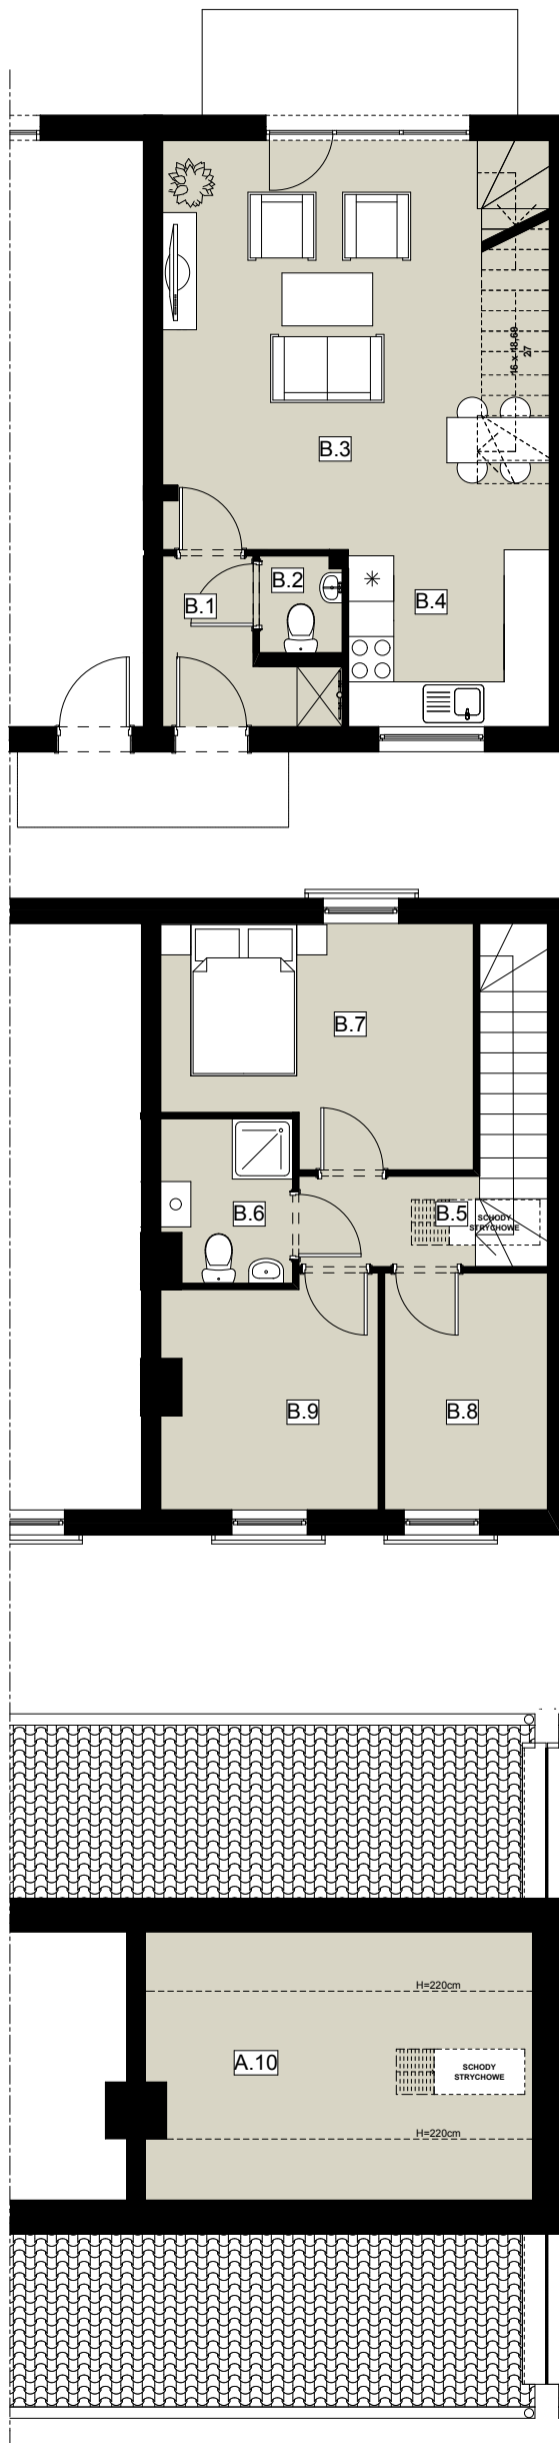 16 x 18,69
27
B.3
B.2
B.1
B.4
B.7
B.6
B.5
SCHODY
STRYCHOWE
B.9
B.8
H=220cm
A.10
SCHODY
STRYCHOWE
H=220cm